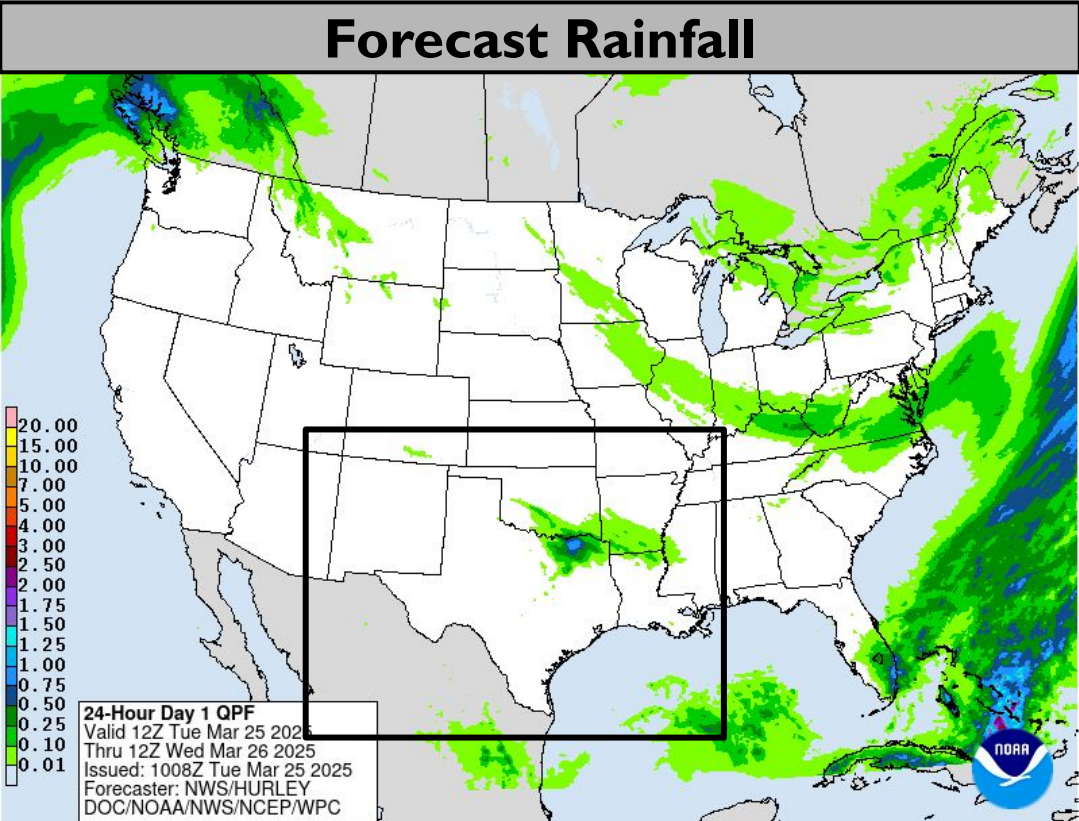 Forecast Rainfall
20.00
15.00
10.00
7.00
5.00
4.00
3.00
2.50
2.00
1.75
1.50
1.25
1.00
0.75
0.50
0.25
0.10
0.01
24-Hour Day 1 QPF
Valid 12Z Tue Mar 25 2025
Thru 12Z Wed Mar 26 2025
Issued: 1008Z Tue Mar 25 2025
Forecaster: NWS/HURLEY
DOC/NOAA/NWS/NCEP/WPC
NOAA